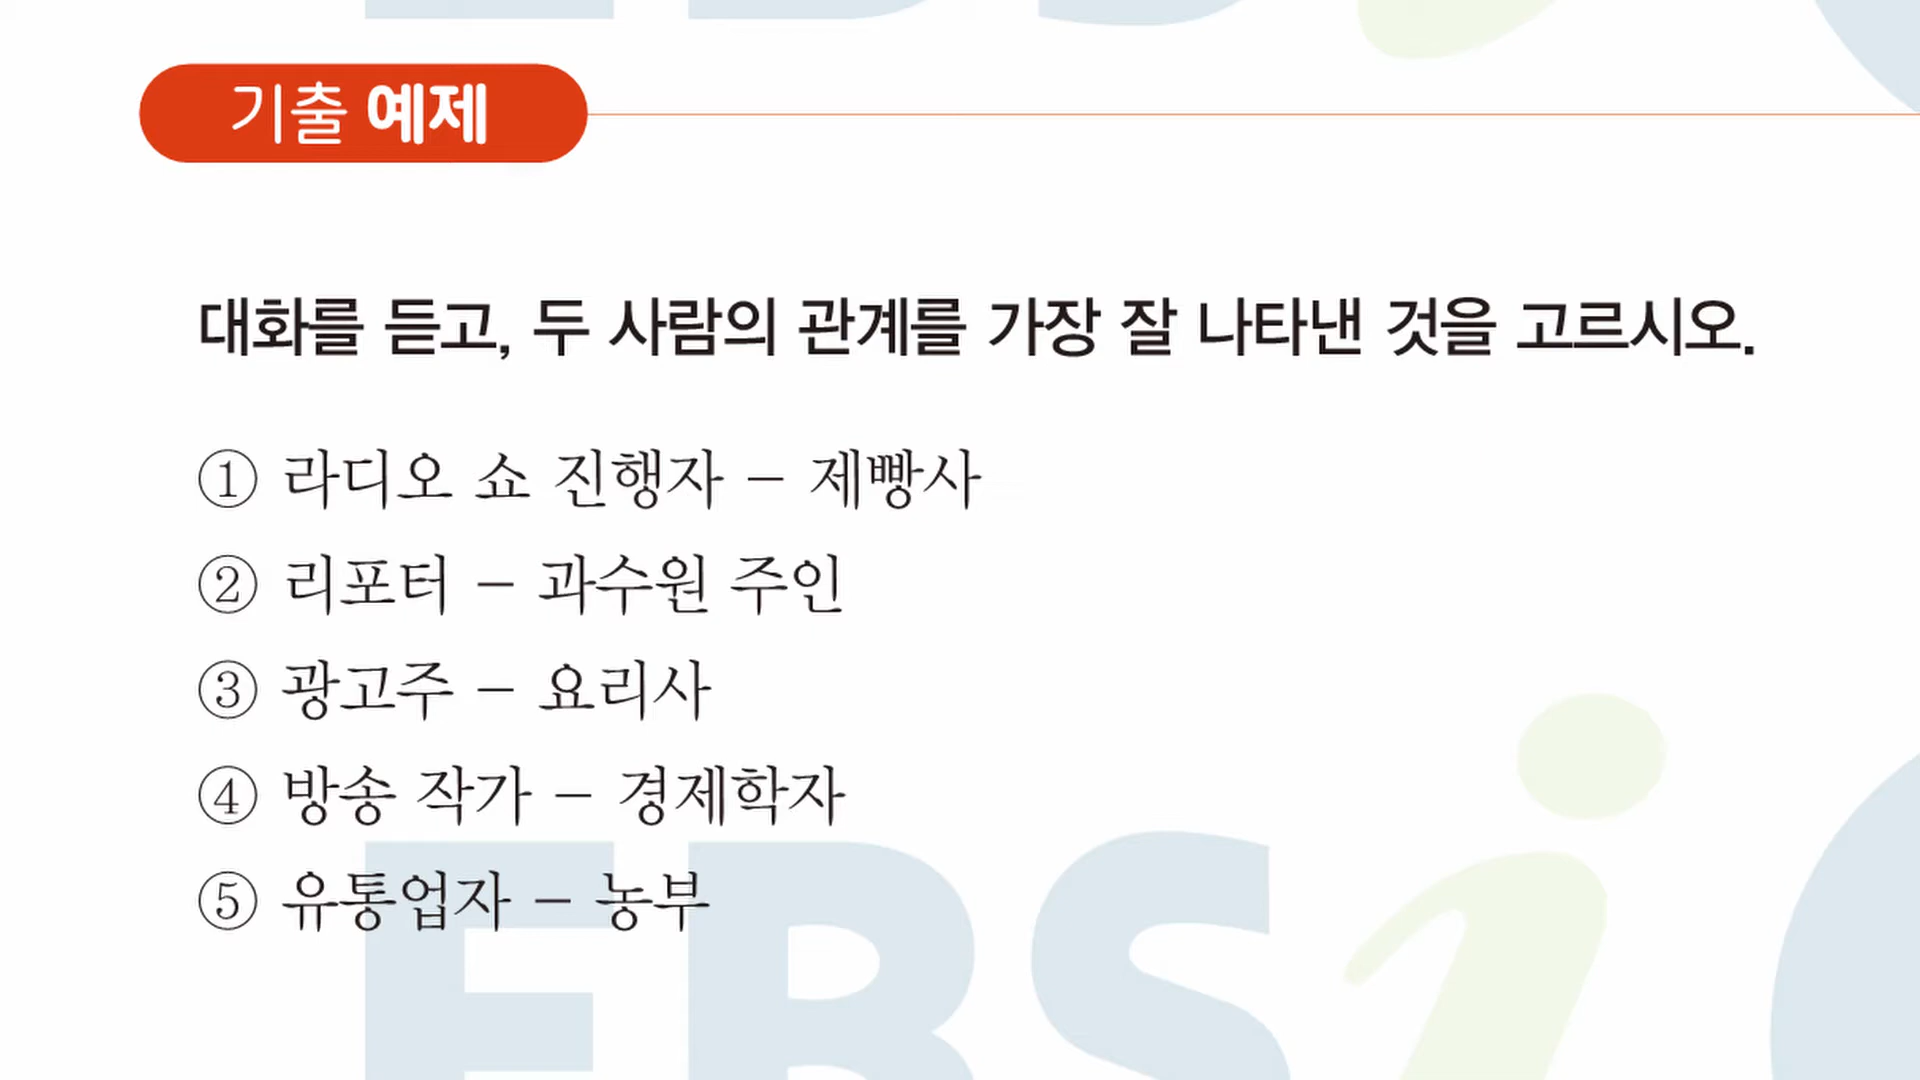 기출 예제
대화를 듣고, 두 사람의 관계를 가장 잘 나타낸 것을 고르시오.
① 라디오 쇼 진행자 – 제빵사
② 리포터 – 과수원 주인
③ 광고주 – 요리사
④ 방송 작가 – 경제학자
⑤ 유통업자 – 농부
EBSi